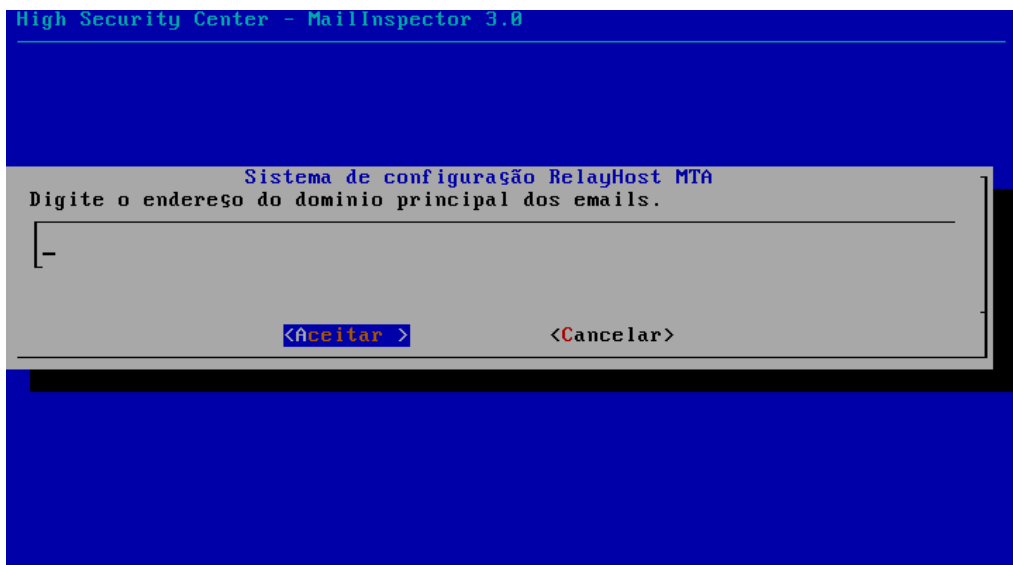 High Security Center - MailInspector 3.0
Sistema de configuração RelayHost MTA
Digite o endereço do dominio principal dos emails.
<Aceitar > <Cancelar>